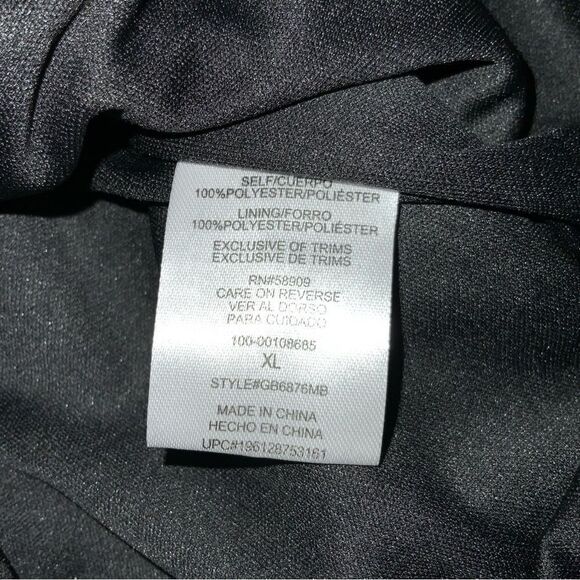 SELF/CUERPO
100%POLYESTER/POLIÉSTER
LINING/FORRO
100%POLYESTER/POLIÉSTER
EXCLUSIVE OF TRIMS
EXCLUSIVE DE TRIMS
RN#58909
CARE ON REVERSE
VER AL DORSO
PARA CUIDADO
100-00108685
XL
STYLE#GB6876MB
MADE IN CHINA
HECHO EN CHINA
UPC#196128753161